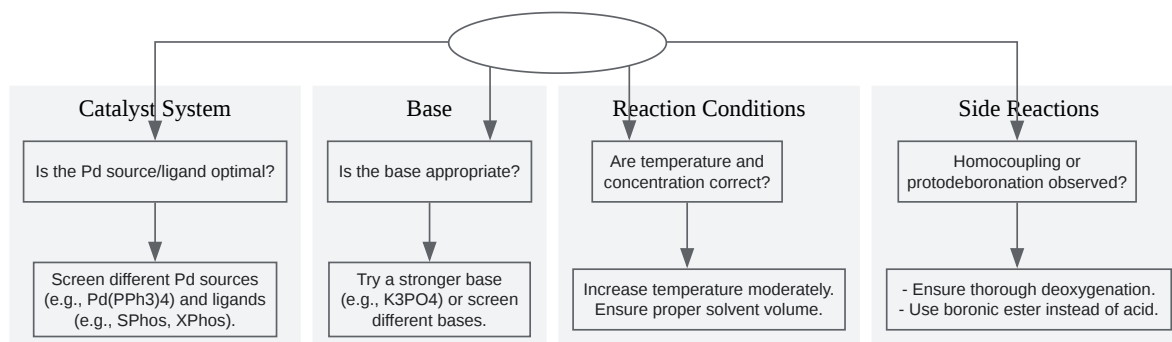 Catalyst System
Is the Pd source/ligand optimal?
Screen different Pd sources
(e.g., Pd(PPh3)4) and ligands
(e.g., SPhos, XPhos).
Base
Is the base appropriate?
Try a stronger base
(e.g., K3PO4) or screen
different bases.
Reaction Conditions
Are temperature and
concentration correct?
Increase temperature moderately.
Ensure proper solvent volume.
Side Reactions
Homocoupling or
protodeboronation observed?
- Ensure thorough deoxygenation.
- Use boronic ester instead of acid.